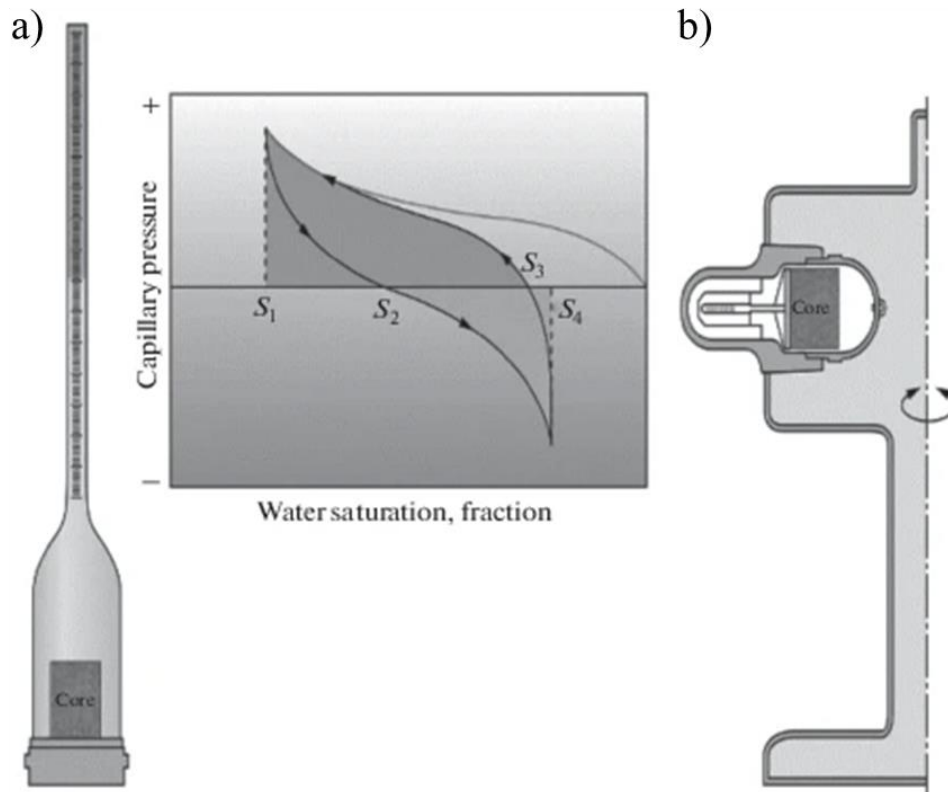 a)
b)
+
Capillary pressure
−
S₁
S₂
S₃
S₄
Water saturation, fraction
Core
Core